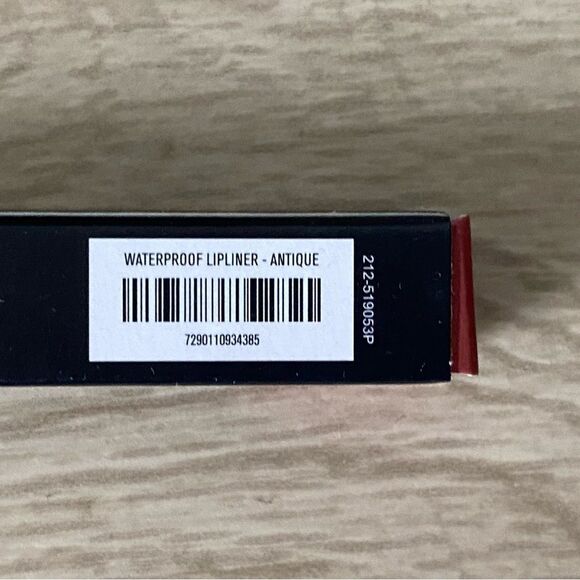 WATERPROOF LIPLINER - ANTIQUE
7290110934385
212-519053P